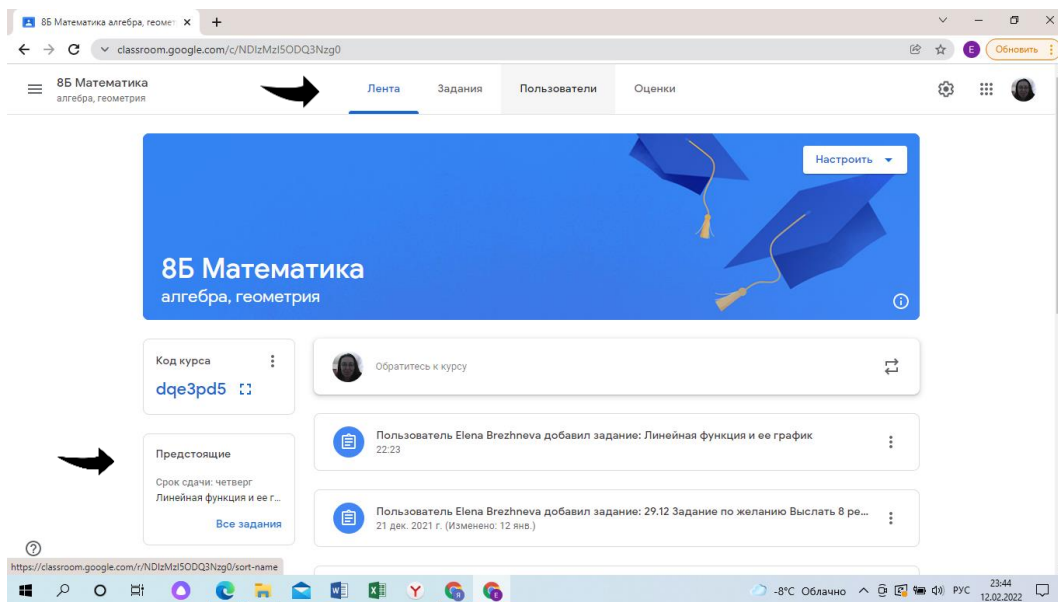 8Б Математика алгебра, геомет
classroom.google.com/c/NDIzMzI5ODQ3Nzg0
E
Обновить
8Б Математика
алгебра, геометрия
Лента
Задания
Пользователи
Оценки
Настроить
8Б Математика
алгебра, геометрия
Код курса
dqe3pd5
Обратитесь к курсу
Пользователь Elena Brezhneva добавил задание: Линейная функция и ее график
22:23
Предстоящие
Срок сдачи: четверг
Линейная функция и ее г...
Все задания
Пользователь Elena Brezhneva добавил задание: 29.12 Задание по желанию Выслать 8 ре...
21 дек. 2021 г. (Изменено: 12 янв.)
https://classroom.google.com/r/NDIzMzI5ODQ3Nzg0/sort-name
-8°C Облачно
РУС
23:44
12.02.2022